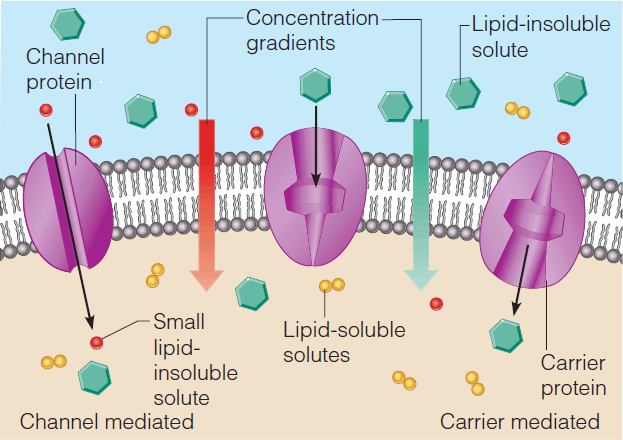 Concentration
gradients
Lipid-insoluble
solute
Channel
protein
Small
lipid-
insoluble
solute
Lipid-soluble
solutes
Carrier
protein
Channel mediated
Carrier mediated